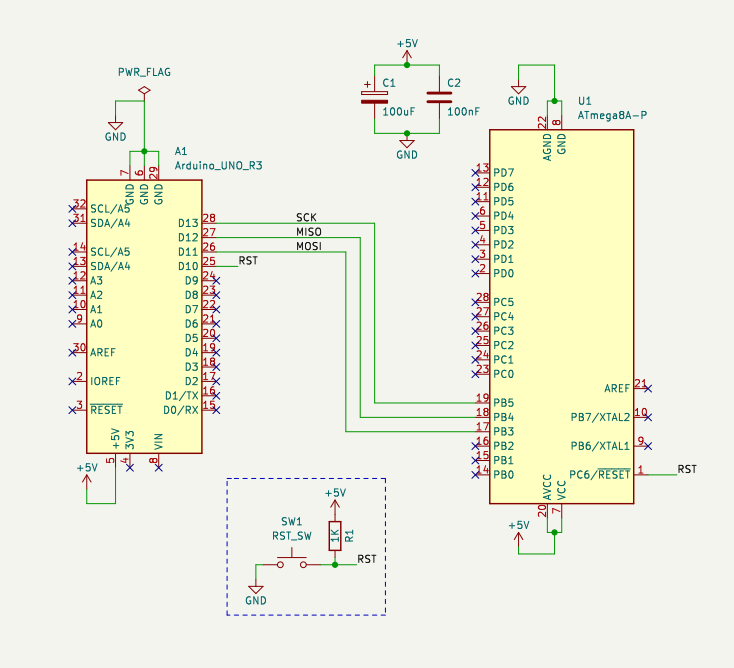 PWR_FLAG
GND
A1
Arduino_UNO_R3
7
6
29
GND
GND
GND
32
SCL/A5
31
SDA/A4
14
SCL/A5
13
SDA/A4
12
A3
11
A2
10
A1
9
A0
30
AREF
2
IOREF
3
RESET
D13
28
D12
27
D11
26
D10
25
D9
24
D8
23
D7
22
D6
21
D5
20
D4
19
D3
18
D2
17
D1/TX
16
D0/RX
15
SCK
MISO
MOSI
RST
+5V
3V3
VIN
5
4
8
+5V
+5V
C1
+
100uF
C2
100nF
GND
GND
U1
ATmega8A-P
22
8
AGND
GND
13
PD7
12
PD6
11
PD5
6
PD4
5
PD3
4
PD2
3
PD1
2
PD0
28
PC5
27
PC4
26
PC3
25
PC2
24
PC1
23
PC0
19
PB5
18
PB4
17
PB3
16
PB2
15
PB1
14
PB0
AREF
21
PB7/XTAL2
10
PB6/XTAL1
9
PC6/RESET
1
RST
AVCC
VCC
20
7
+5V
+5V
SW1
RST_SW
1K
R1
RST
GND